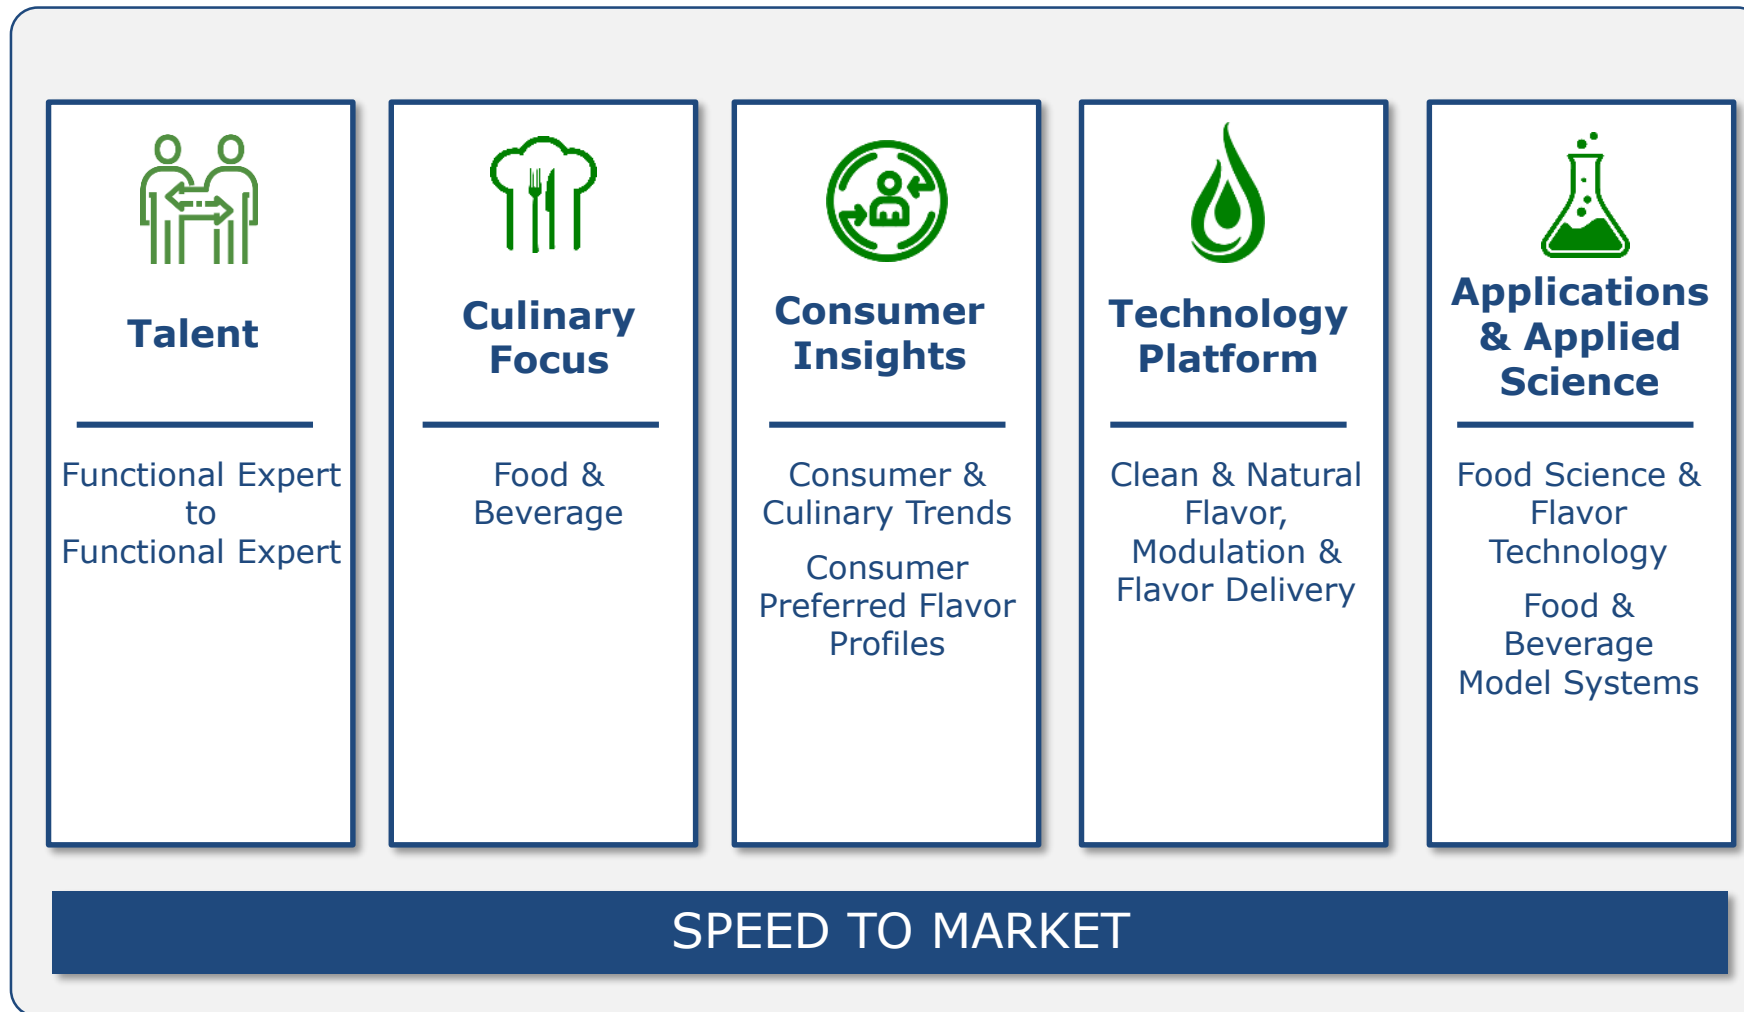 Talent
Functional Expert
to
Functional Expert
Culinary
Focus
Food &
Beverage
Consumer
Insights
Consumer &
Culinary Trends
Consumer
Preferred Flavor
Profiles
Technology
Platform
Clean & Natural
Flavor,
Modulation &
Flavor Delivery
Applications
& Applied
Science
Food Science &
Flavor
Technology
Food &
Beverage
Model Systems
SPEED TO MARKET